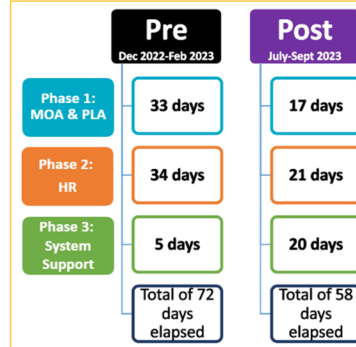 Pre
Dec 2022-Feb 2023
Post
July-Sept 2023
Phase 1:
MOA & PLA
33 days
17 days
Phase 2:
HR
34 days
21 days
Phase 3:
System
Support
5 days
20 days
Total of 72
days
elapsed
Total of 58
days
elapsed